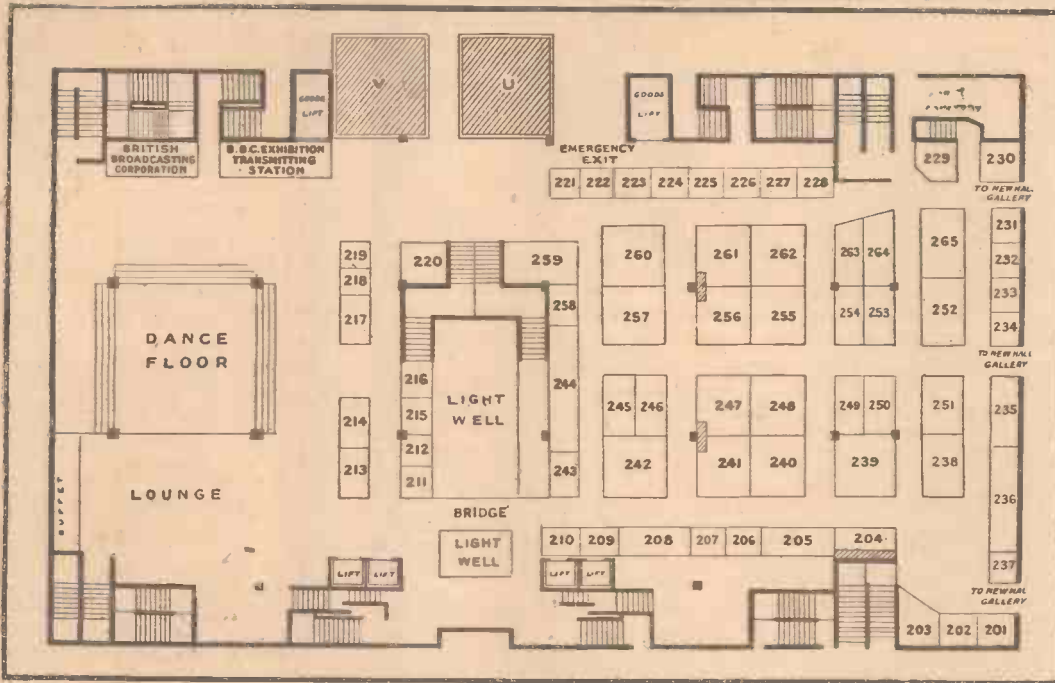 V
U
GOODS
LIFT
GOODS
LIFT
BRITISH
BROADCASTING
CORPORATION
B.B.C. EXHIBITION
TRANSMITTING
STATION
EMERGENCY
EXIT
221 222 223 224 225 226 227 228
229
230
TO NEW HALL
GALLERY
219
218
217
220
259
258
260
257
261 262
256 255
263 264
254 253
265
252
231
232
233
234
TO NEW HALL
GALLERY
DANCE
FLOOR
216
215
212
211
LIGHT
WELL
244
243
214
213
245 246
242
247 248
241 240
249 250
239
251
238
235
236
237
TO NEW HALL
GALLERY
BUFFET
LOUNGE
BRIDGE
LIGHT
WELL
210 209 208 207 206 205 204
LIFT LIFT
LIFT LIFT
203 202 201